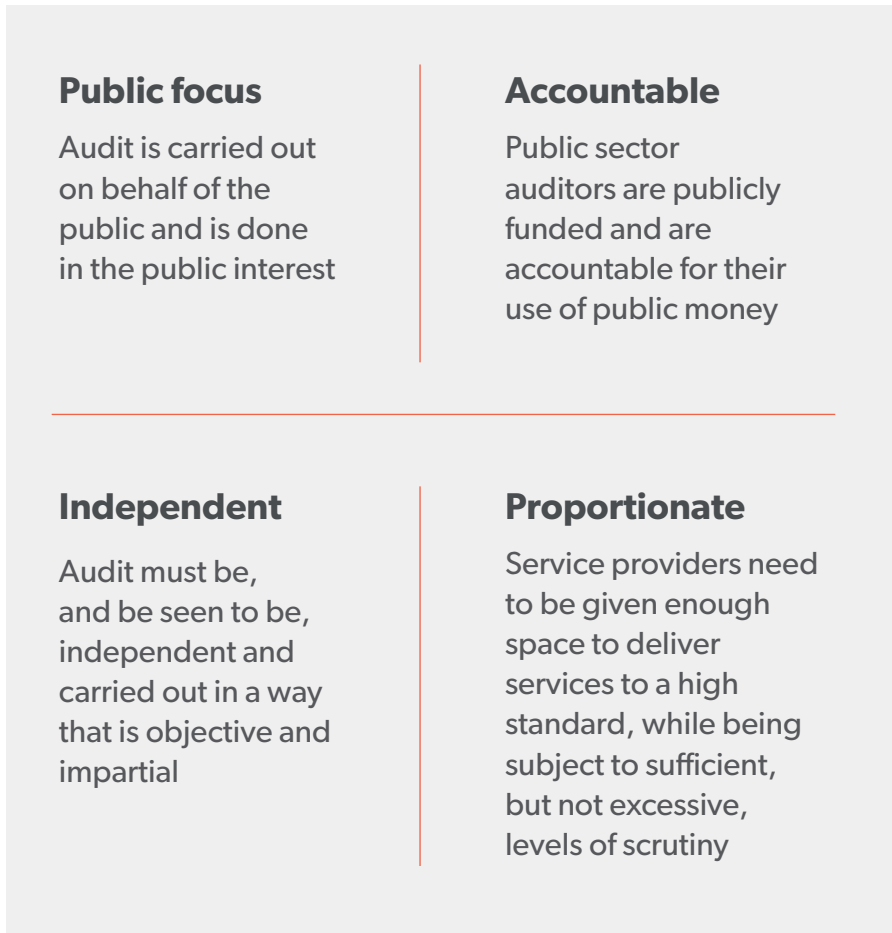 Public focus
Audit is carried out
on behalf of the
public and is done
in the public interest
Accountable
Public sector
auditors are publicly
funded and are
accountable for their
use of public money
Independent
Audit must be,
and be seen to be,
independent and
carried out in a way
that is objective and
impartial
Proportionate
Service providers need
to be given enough
space to deliver
services to a high
standard, while being
subject to sufficient,
but not excessive,
levels of scrutiny